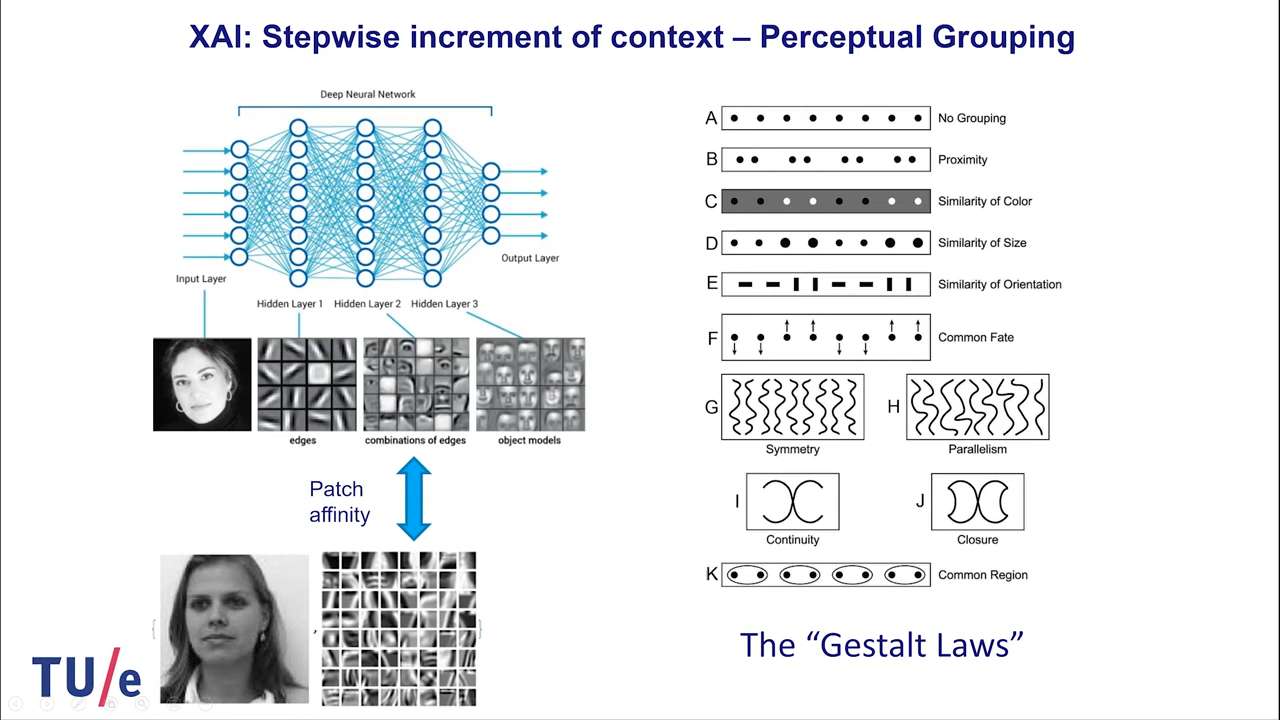 XAI: Stepwise increment of context – Perceptual Grouping
Deep Neural Network
Input Layer
Output Layer
Hidden Layer 1
Hidden Layer 2
Hidden Layer 3
edges
combinations of edges
object models
Patch
affinity
{ , }
TU/e
A No Grouping
B Proximity
C Similarity of Color
D Similarity of Size
E Similarity of Orientation
F Common Fate
G H
Symmetry Parallelism
I J
Continuity Closure
K Common Region
The “Gestalt Laws”